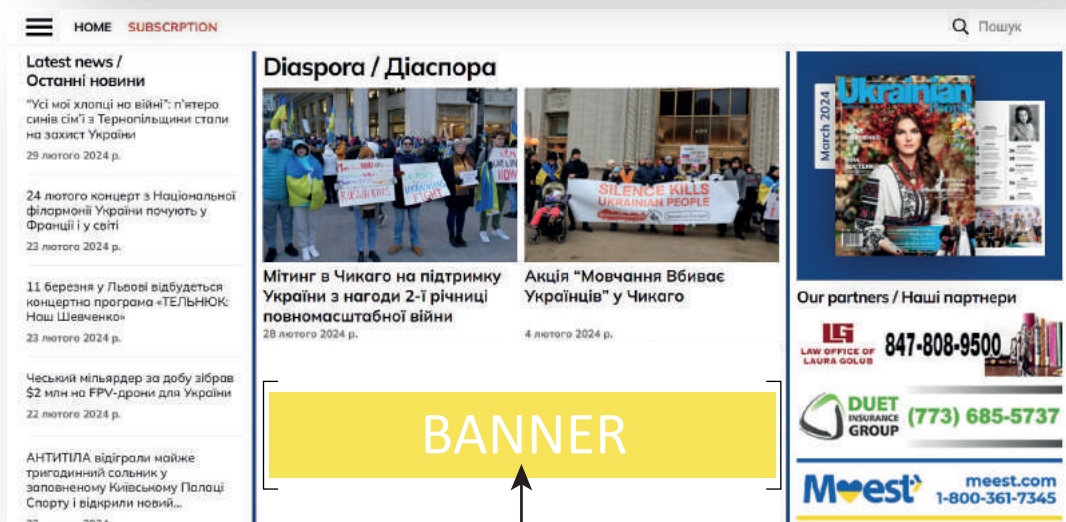 HOME SUBSCRPTION
Пошук
Latest news /
Останні новини
"Усі мої хлопці на війні": п'ятеро
синів сім'ї з Тернопільщини стали
на захист України
29 лютого 2024 р.
24 лютого концерт з Національної
філармонії України почують у
Франції і у світі
23 лютого 2024 р.
11 березня у Львові відбудеться
концертна програма «ТЕЛЬНЮК:
Наш Шевченко»
23 лютого 2024 р.
Чеський мільярдер за добу зібрав
$2 млн на FPV-дрони для України
22 лютого 2024 р.
АНТИТІЛА відіграли майже
тригодинний сольник у
заповненому Київському Палаці
Спорту і відкрили новий...
Diaspora / Діаспора
SILENCE KILLS
UKRAINIAN PEOPLE
Мітинг в Чикаго на підтримку
України з нагоди 2-ї річниці
повномасштабної війни
28 лютого 2024 р.
Акція "Мовчання Вбиває
Українців" у Чикаго
4 лютого 2024 р.
BANNER
March 2024
Ukrainian
People
Our partners / Наші партнери
LG
LAW OFFICE OF
LAURA GOLUB
847-808-9500
DUET
INSURANCE
GROUP
(773) 685-5737
Meest
meest.com
1-800-361-7345